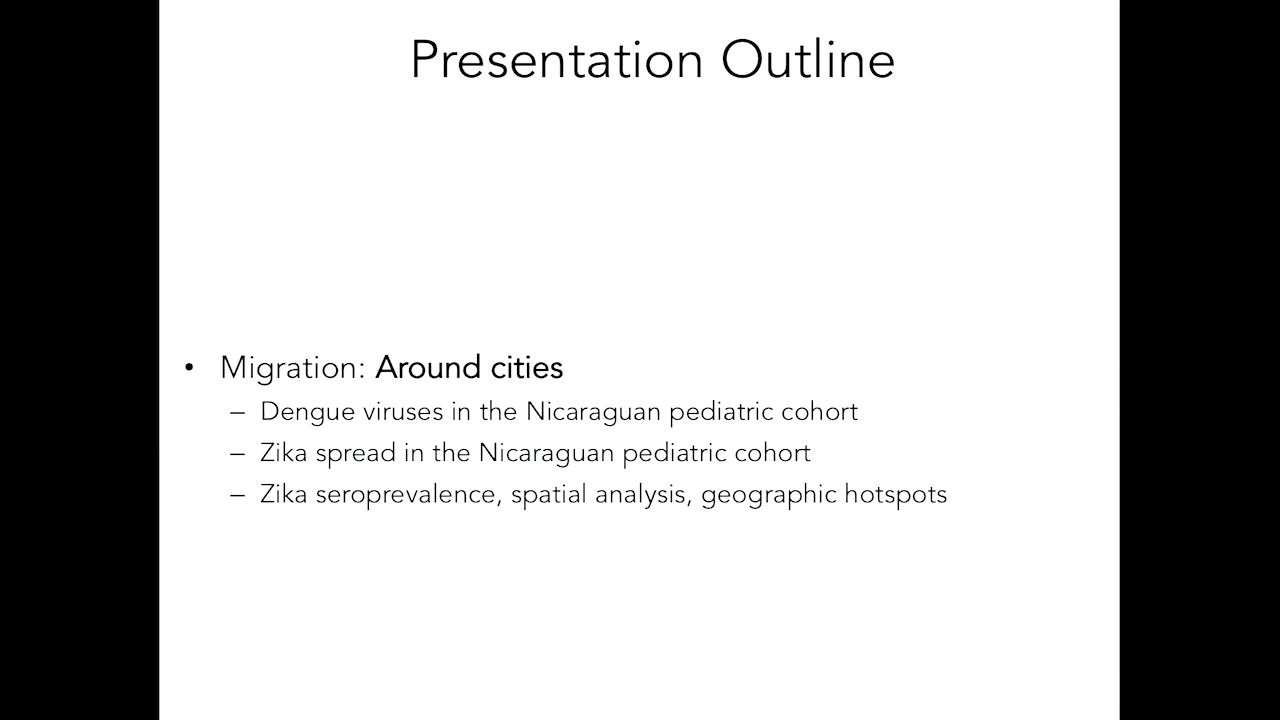 Presentation Outline
• Migration: Around cities
– Dengue viruses in the Nicaraguan pediatric cohort
– Zika spread in the Nicaraguan pediatric cohort
– Zika seroprevalence, spatial analysis, geographic hotspots